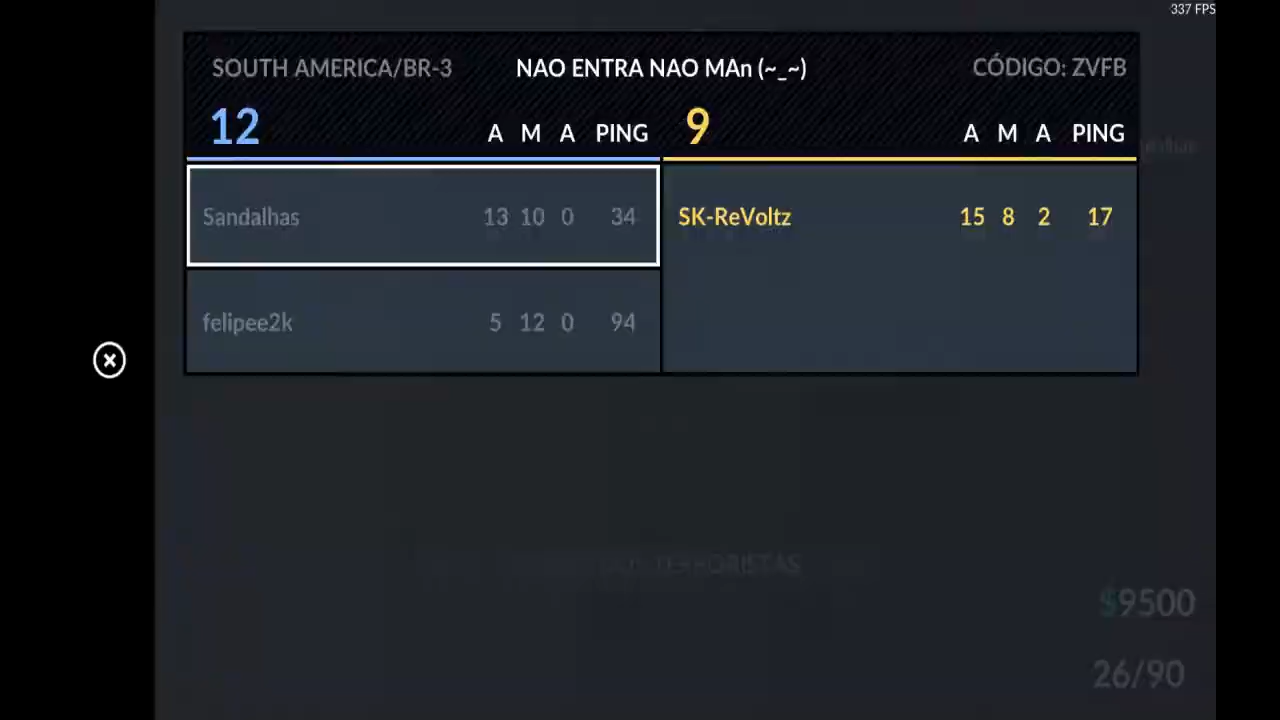 337 FPS
SOUTH AMERICA/BR-3 NAO ENTRA NAO MAn (~_~) CÓDIGO: ZVFB
12 A M A PING 9 A M A PING
Sandalhas 13 10 0 34 SK-ReVoltz 15 8 2 17
felipee2k 5 12 0 94
TERRORISTAS
$9500
26/90